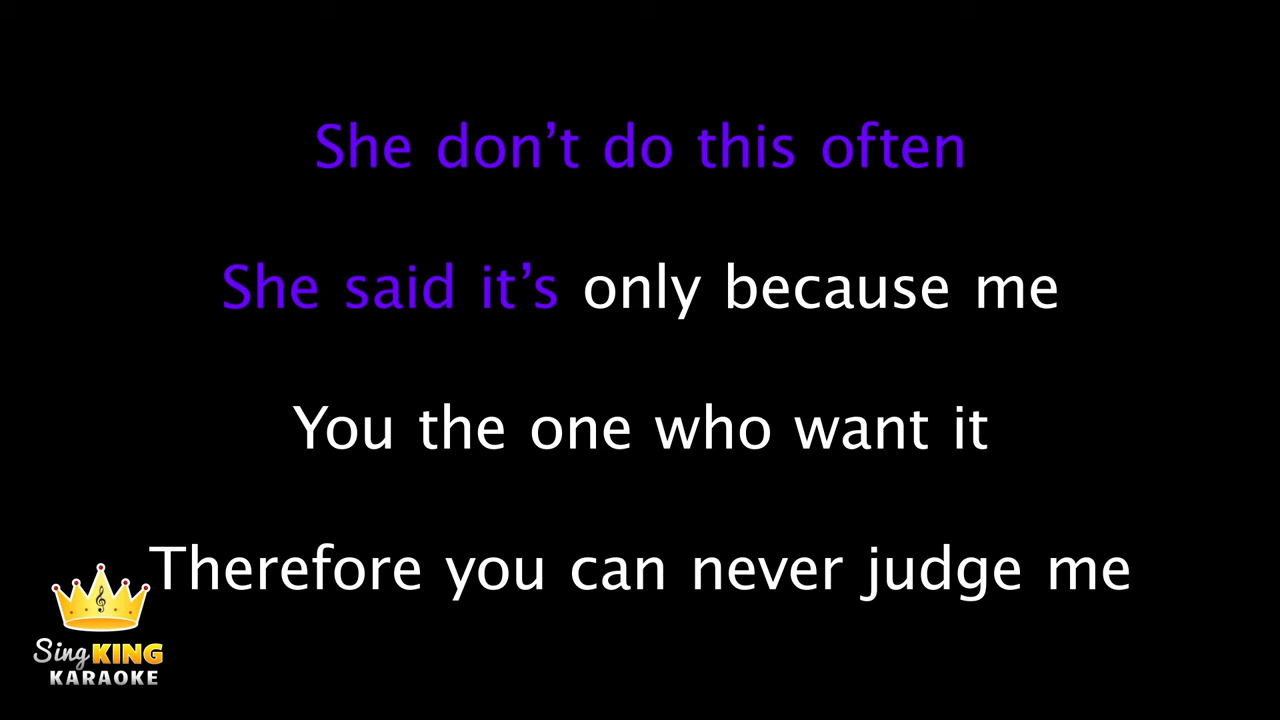 She don’t do this often
She said it’s only because me
You the one who want it
Therefore you can never judge me
Sing KING
KARAOKE